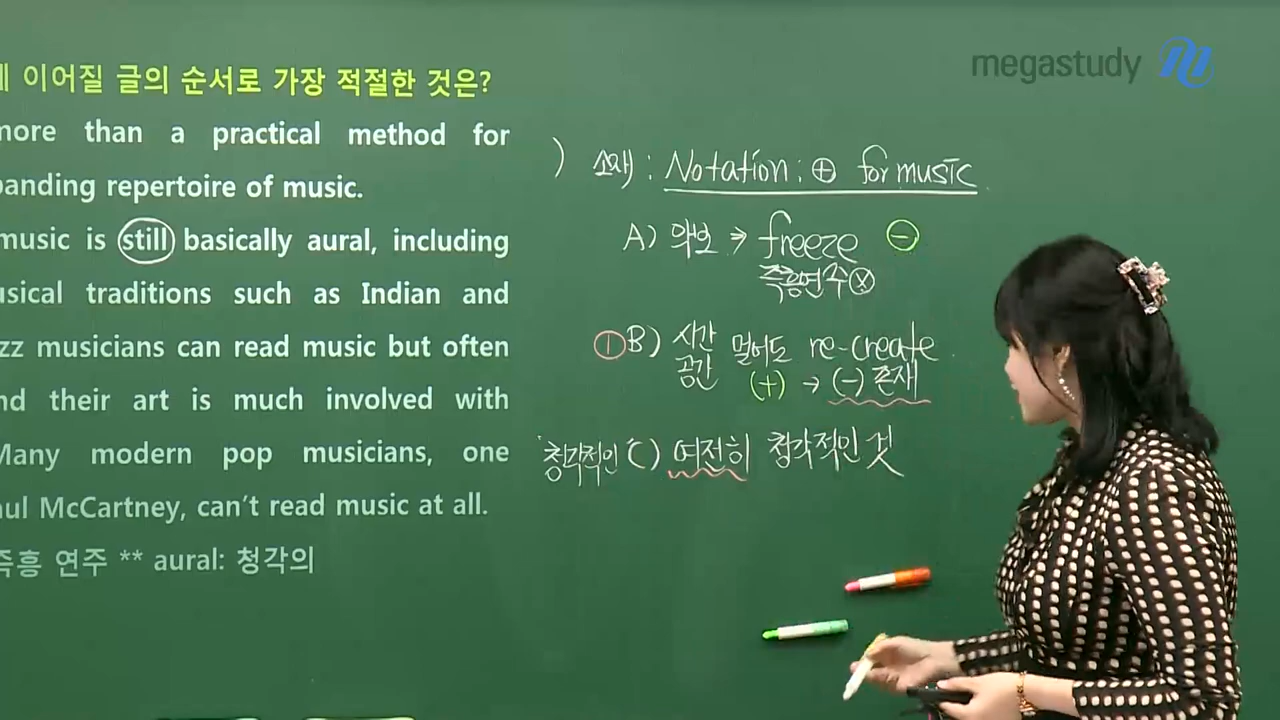 megastudy
이어질 글의 순서로 가장 적절한 것은?
more than a practical method for
panding repertoire of music.
music is still basically aural, including
usical traditions such as Indian and
zz musicians can read music but often
nd their art is much involved with
Many modern pop musicians, one
aul McCartney, can't read music at all.
즉흥 연주 ** aural: 청각의
) 소재 : Notation : ⊕ for music
A) 악보 → freeze ⊖
즉흥연주 ⓧ
① B) 시간 공간 멀어도 re-create
(+) → (-) 존재
청각적인 C) 여전히 청각적인 것